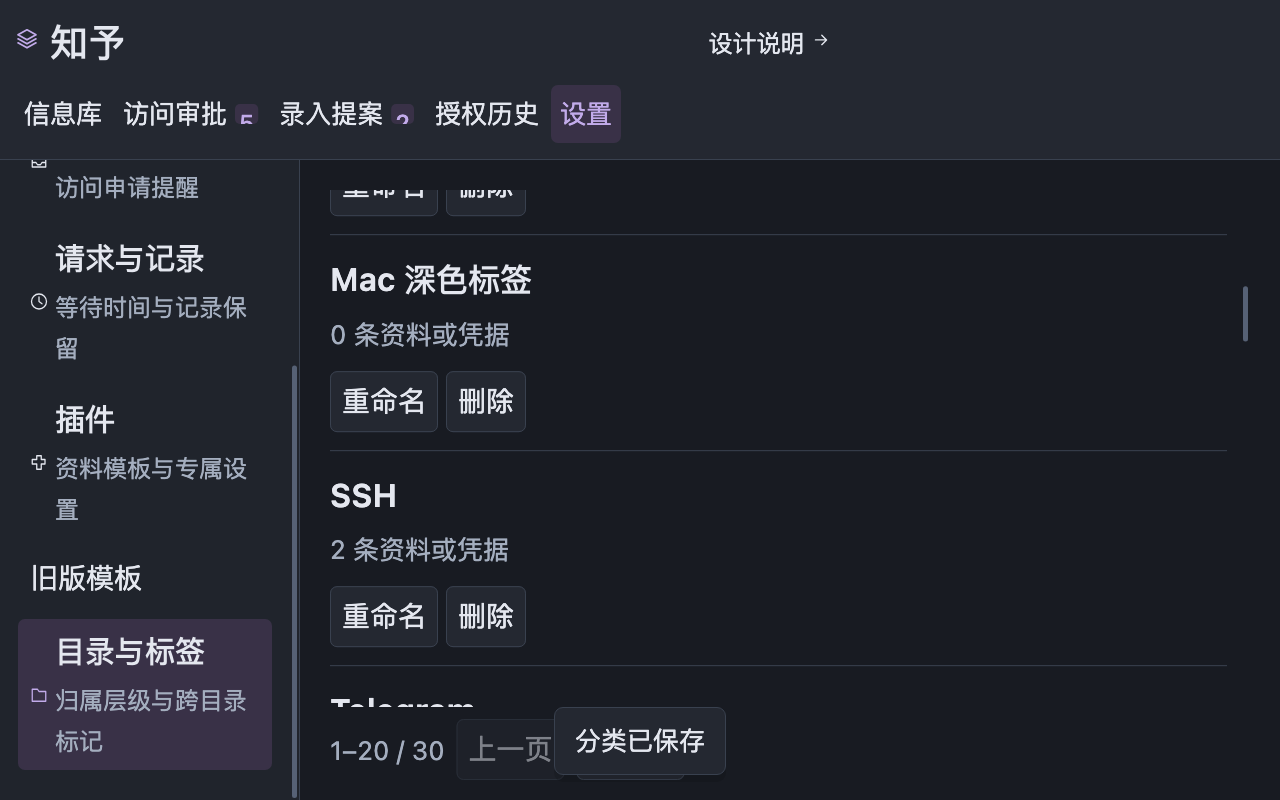 知予
设计说明 →
信息库 访问审批 5 录入提案 2 授权历史 设置
访问申请提醒
请求与记录
等待时间与记录保
留
插件
资料模板与专属设
置
旧版模板
目录与标签
归属层级与跨目录
标记
重命名 删除
Mac 深色标签
0 条资料或凭据
重命名 删除
SSH
2 条资料或凭据
重命名 删除
Telegram
1–20 / 30 上一页
分类已保存